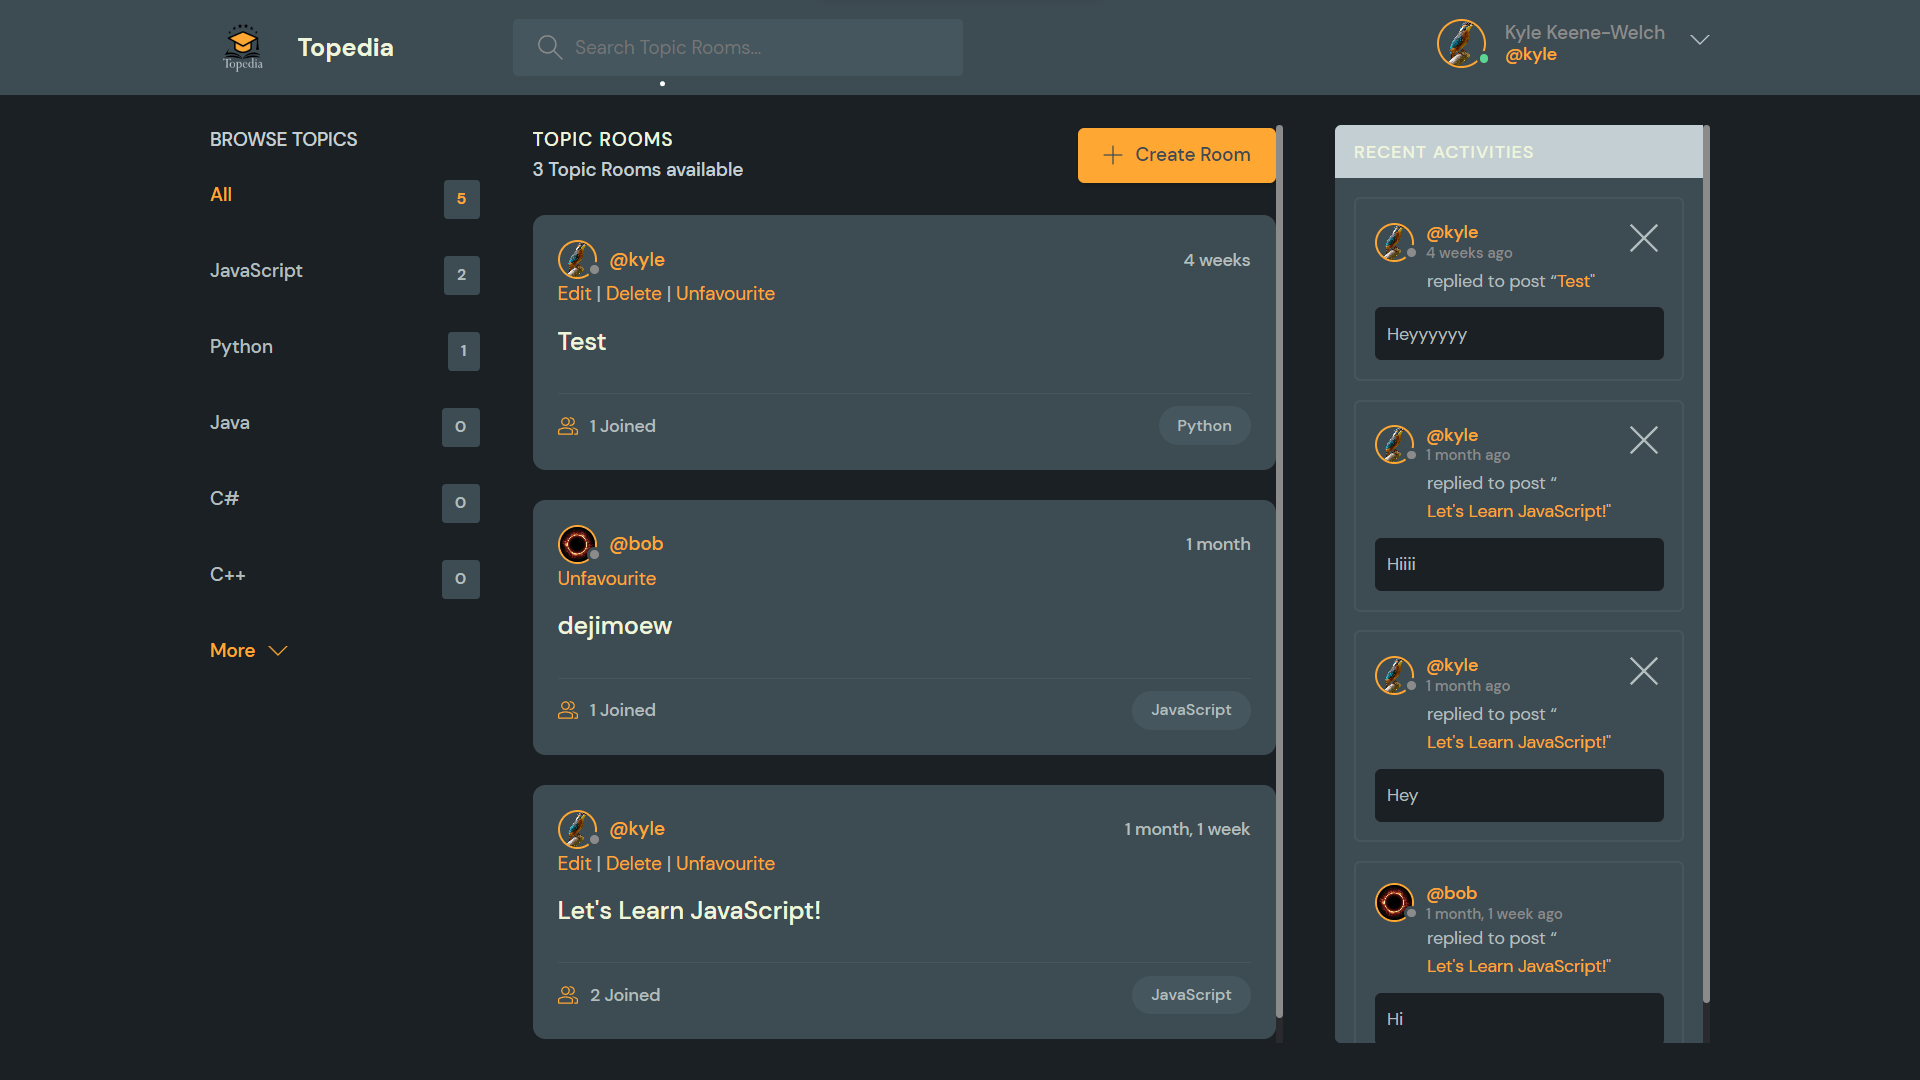 Topedia
Topedia
Search Topic Rooms...
Kyle Keene-Welch
@kyle
BROWSE TOPICS
All
5
JavaScript
2
Python
1
Java
0
C#
0
C++
0
More
TOPIC ROOMS
3 Topic Rooms available
Create Room
@kyle
4 weeks
Edit | Delete | Unfavourite
Test
1 Joined
Python
@bob
1 month
Unfavourite
dejimoew
1 Joined
JavaScript
@kyle
1 month, 1 week
Edit | Delete | Unfavourite
Let's Learn JavaScript!
2 Joined
JavaScript
RECENT ACTIVITIES
@kyle
4 weeks ago
replied to post “Test"
Heyyyyyy
@kyle
1 month ago
replied to post “
Let's Learn JavaScript!"
Hiiii
@kyle
1 month ago
replied to post “
Let's Learn JavaScript!"
Hey
@bob
1 month, 1 week ago
replied to post “
Let's Learn JavaScript!"
Hi